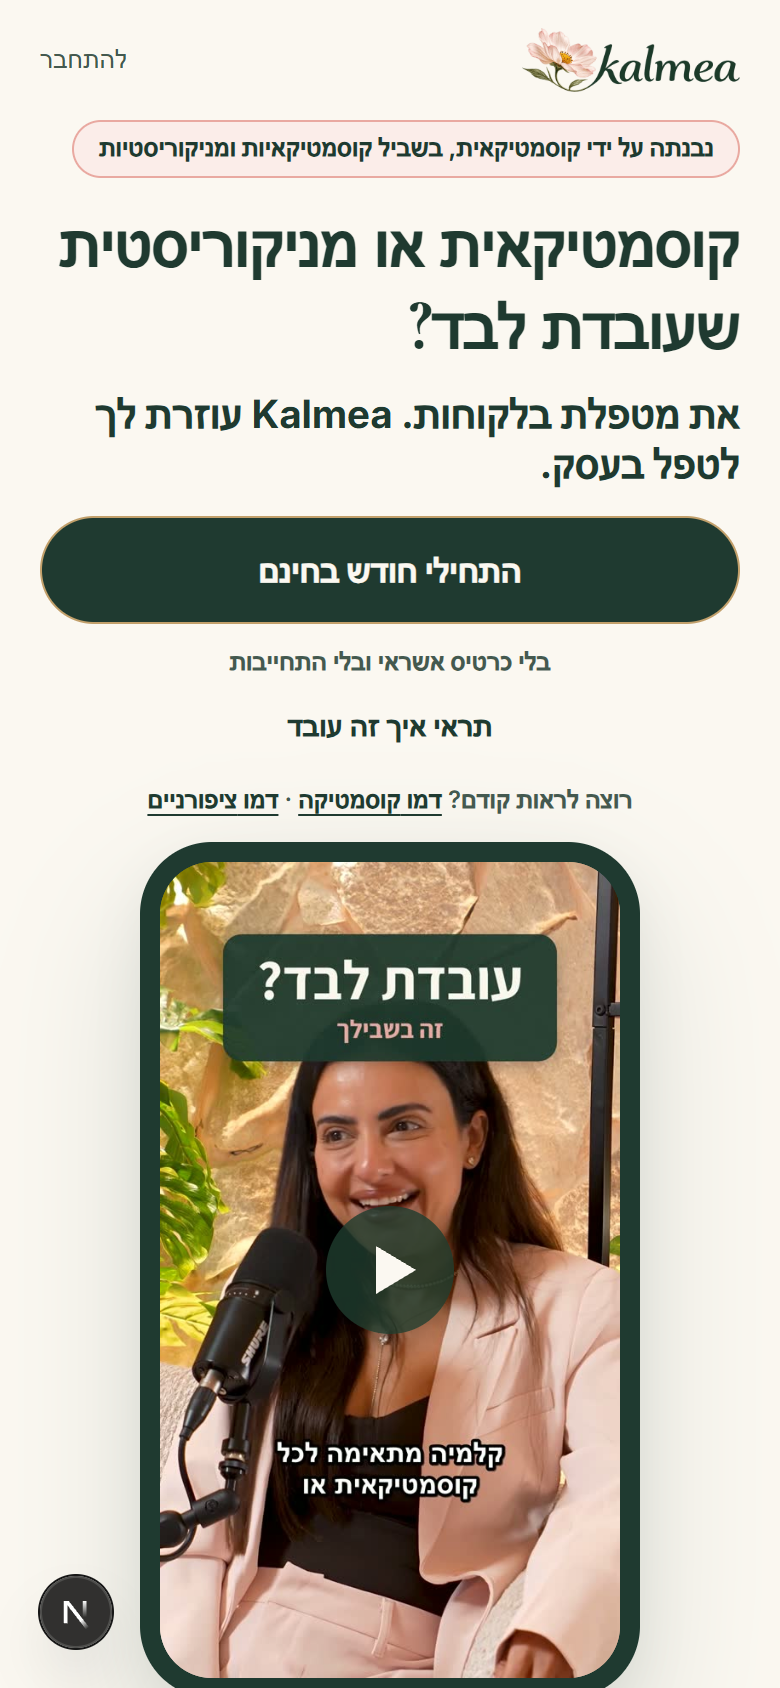 kalmea
להתחבר
נבנתה על ידי קוסמטיקאית, בשביל קוסמטיקאיות ומניקוריסטיות
קוסמטיקאית או מניקוריסטית
שעובדת לבד?
את מטפלת בלקוחות. Kalmea עוזרת לך
לטפל בעסק.
התחילי חודש בחינם
בלי כרטיס אשראי ובלי התחייבות
תראי איך זה עובד
רוצה לראות קודם? דמו קוסמטיקה · דמו ציפורניים
עובדת לבד?
זה בשבילך
SHURE
קלמיה מתאימה לכל
קוסמטיקאית או
N